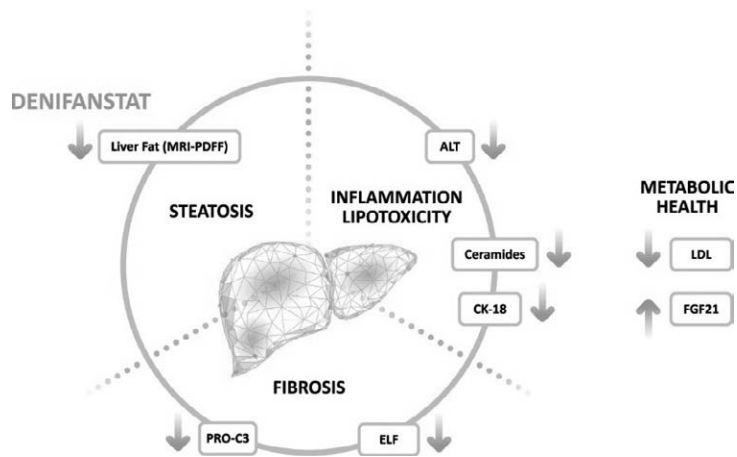 DENIFANSTAT
Liver Fat (MRI-PDFF)
ALT
STEATOSIS
INFLAMMATION
LIPOTOXICITY
METABOLIC
HEALTH
Ceramides
LDL
CK-18
FGF21
FIBROSIS
PRO-C3
ELF